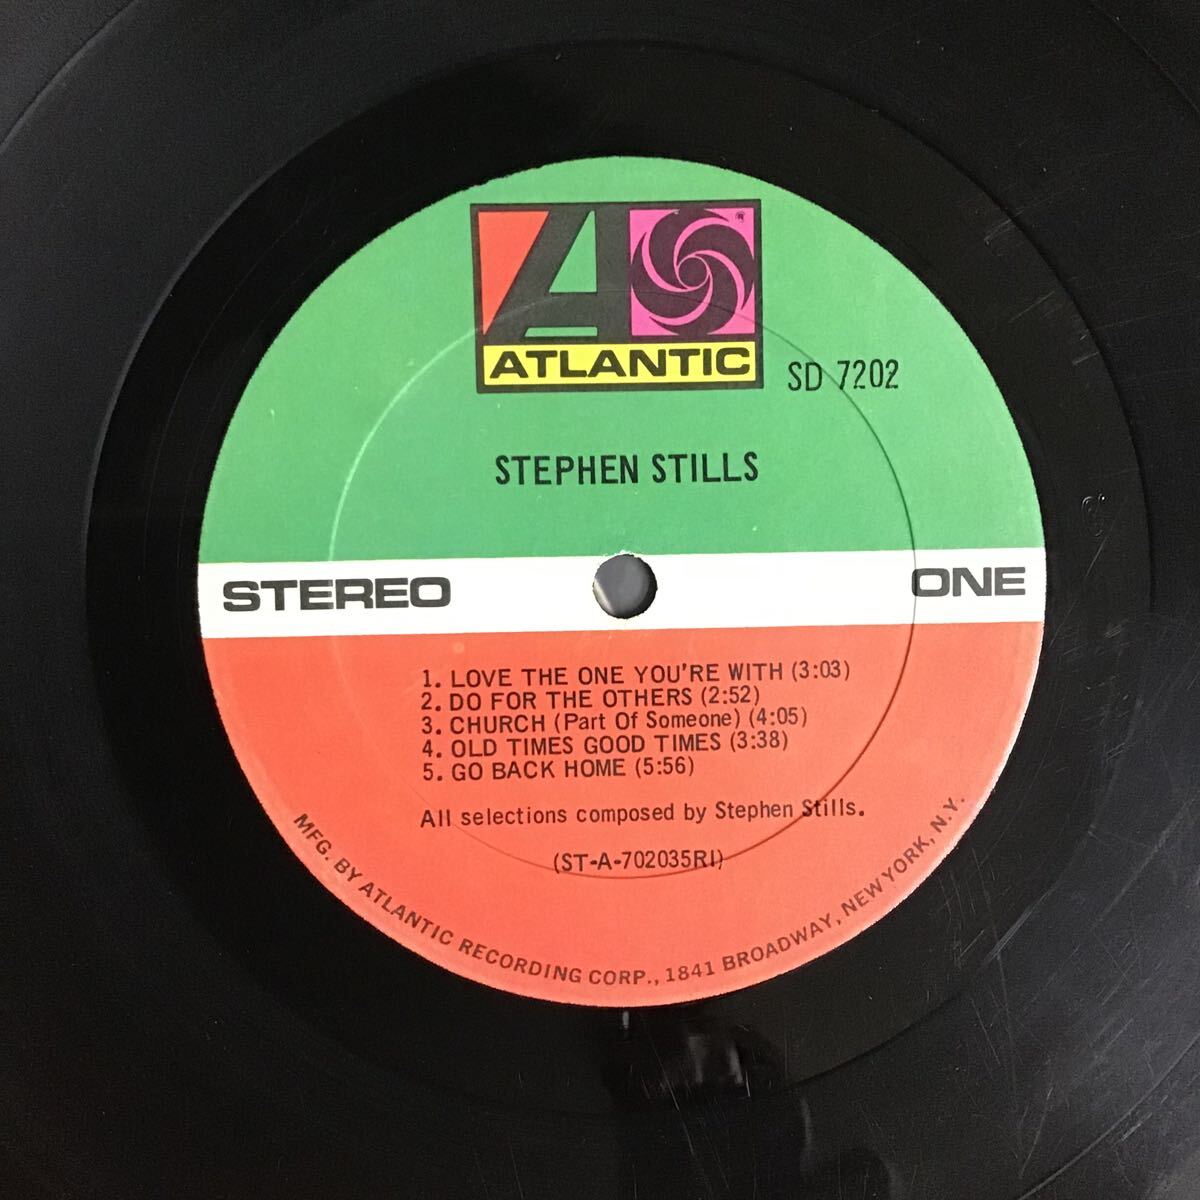 ATLANTIC
®
SD 7202
STEPHEN STILLS
STEREO
ONE
1. LOVE THE ONE YOU'RE WITH (3:03)
2. DO FOR THE OTHERS (2:52)
3. CHURCH (Part Of Someone) (4:05)
4. OLD TIMES GOOD TIMES (3:38)
5. GO BACK HOME (5:56)
All selections composed by Stephen Stills.
(ST-A-702035RI)
MFG. BY ATLANTIC RECORDING CORP., 1841 BROADWAY, NEW YORK, N.Y.